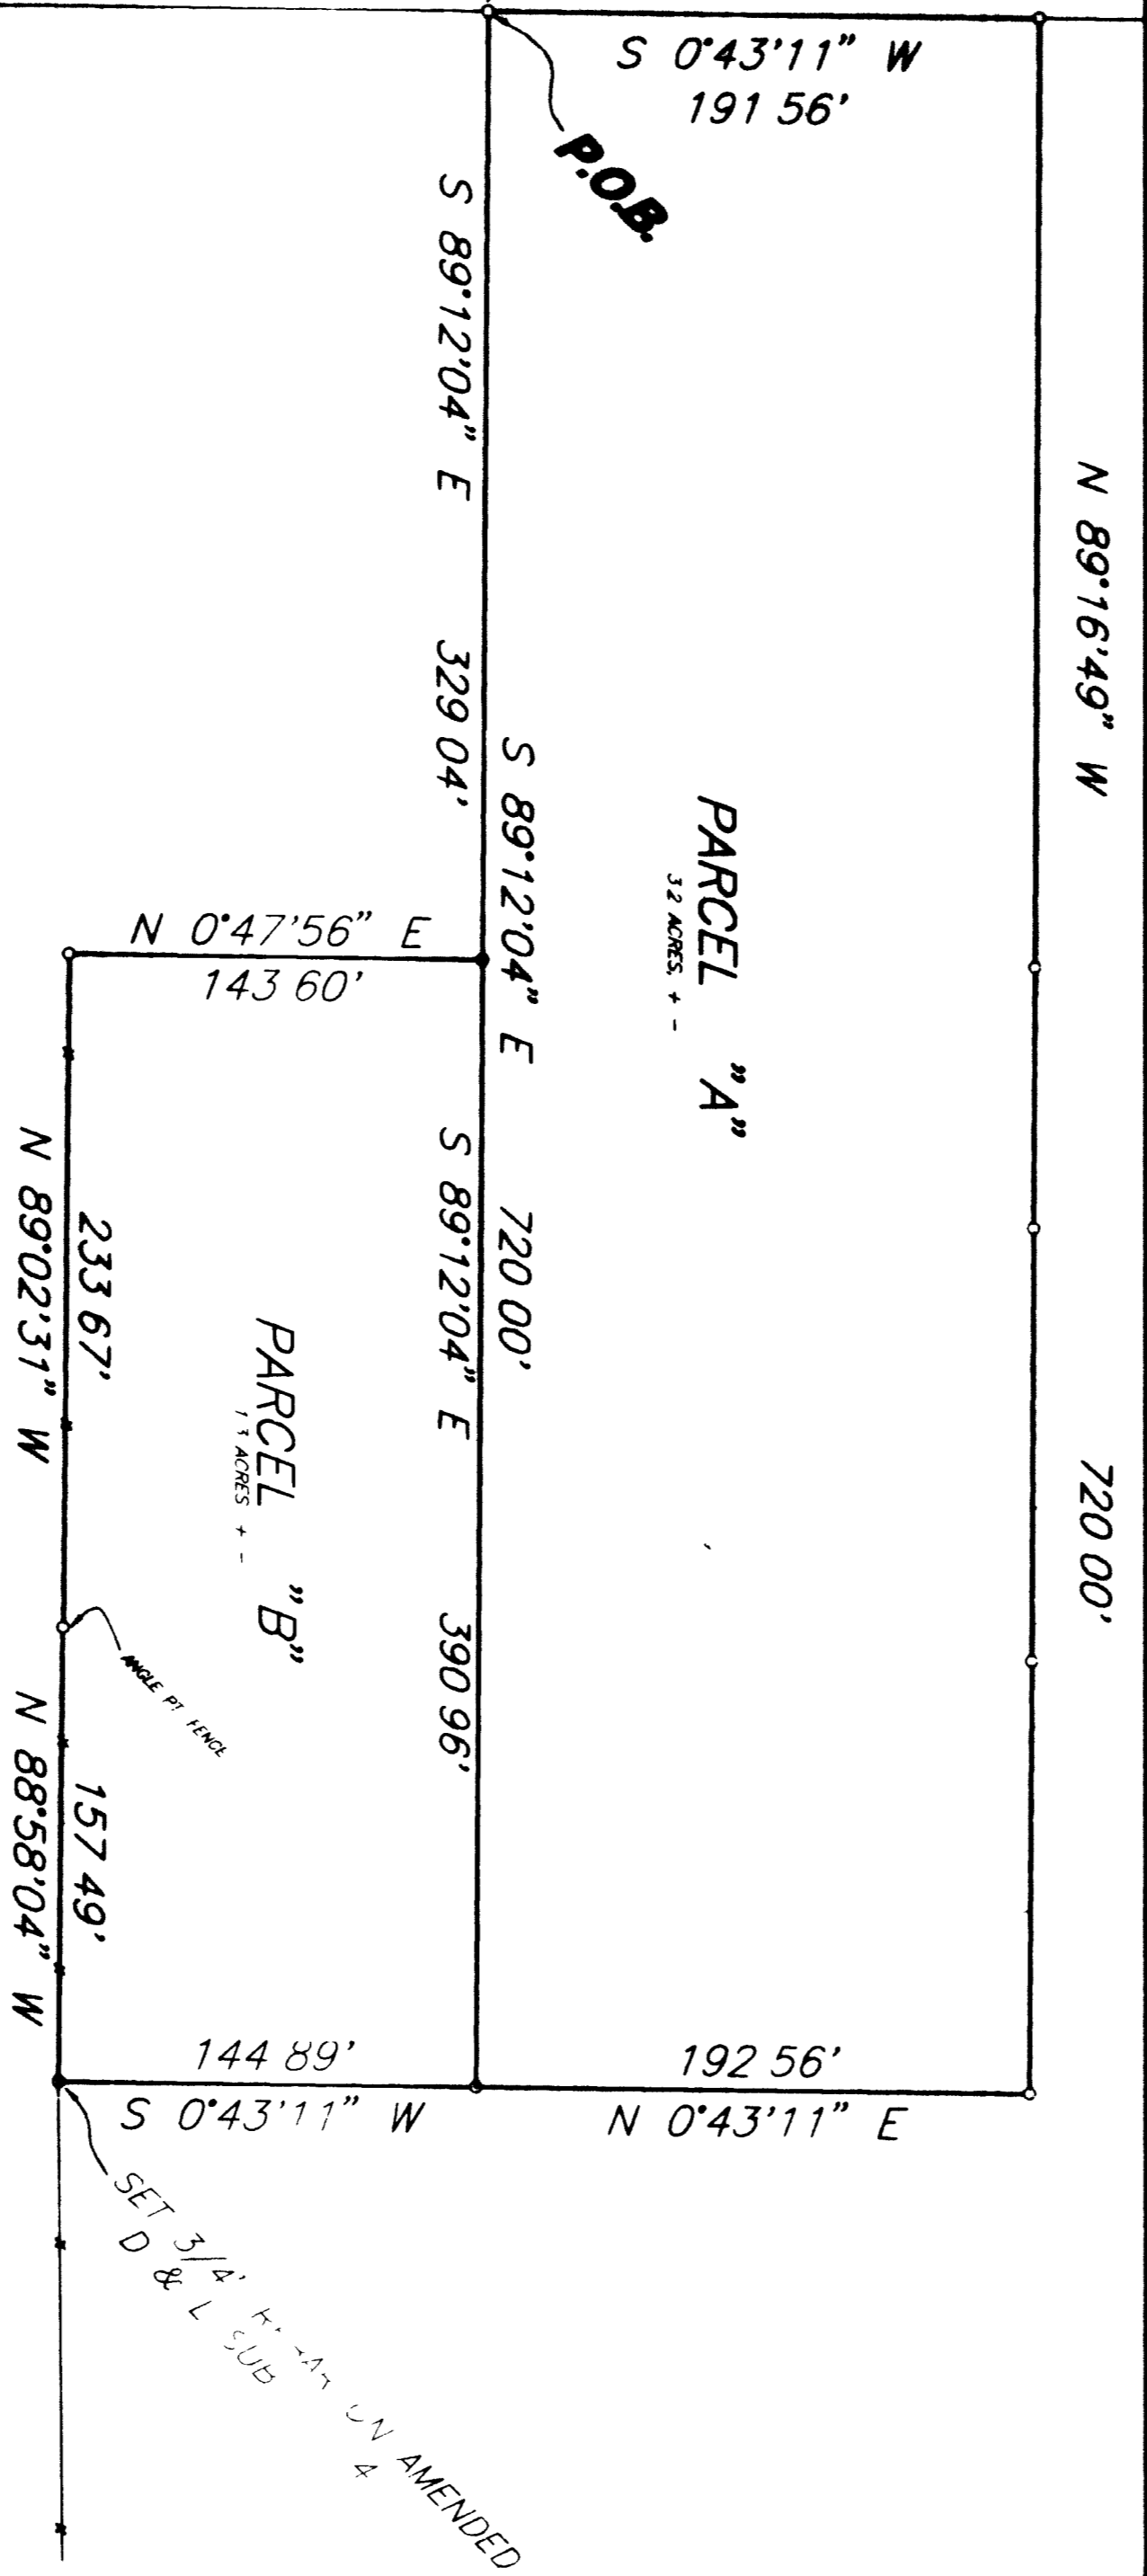 S 0°43'11" W
191 56'
P.O.B.
N 89°16'49" W
720 00'
S 89°12'04" E
329 04'
S 89°12'04" E
720 00'
PARCEL "A"
3 2 ACRES, + -
N 0°47'56" E
143 60'
S 89°12'04" E
390 96'
PARCEL "B"
1 3 ACRES + -
233 67'
N 89°02'31" W
ANGLE PT FENCE
157 49'
N 88°58'04" W
144 89'
S 0°43'11" W
192 56'
N 0°43'11" E
SET 3/4' AMENDED
D & L SUB 4